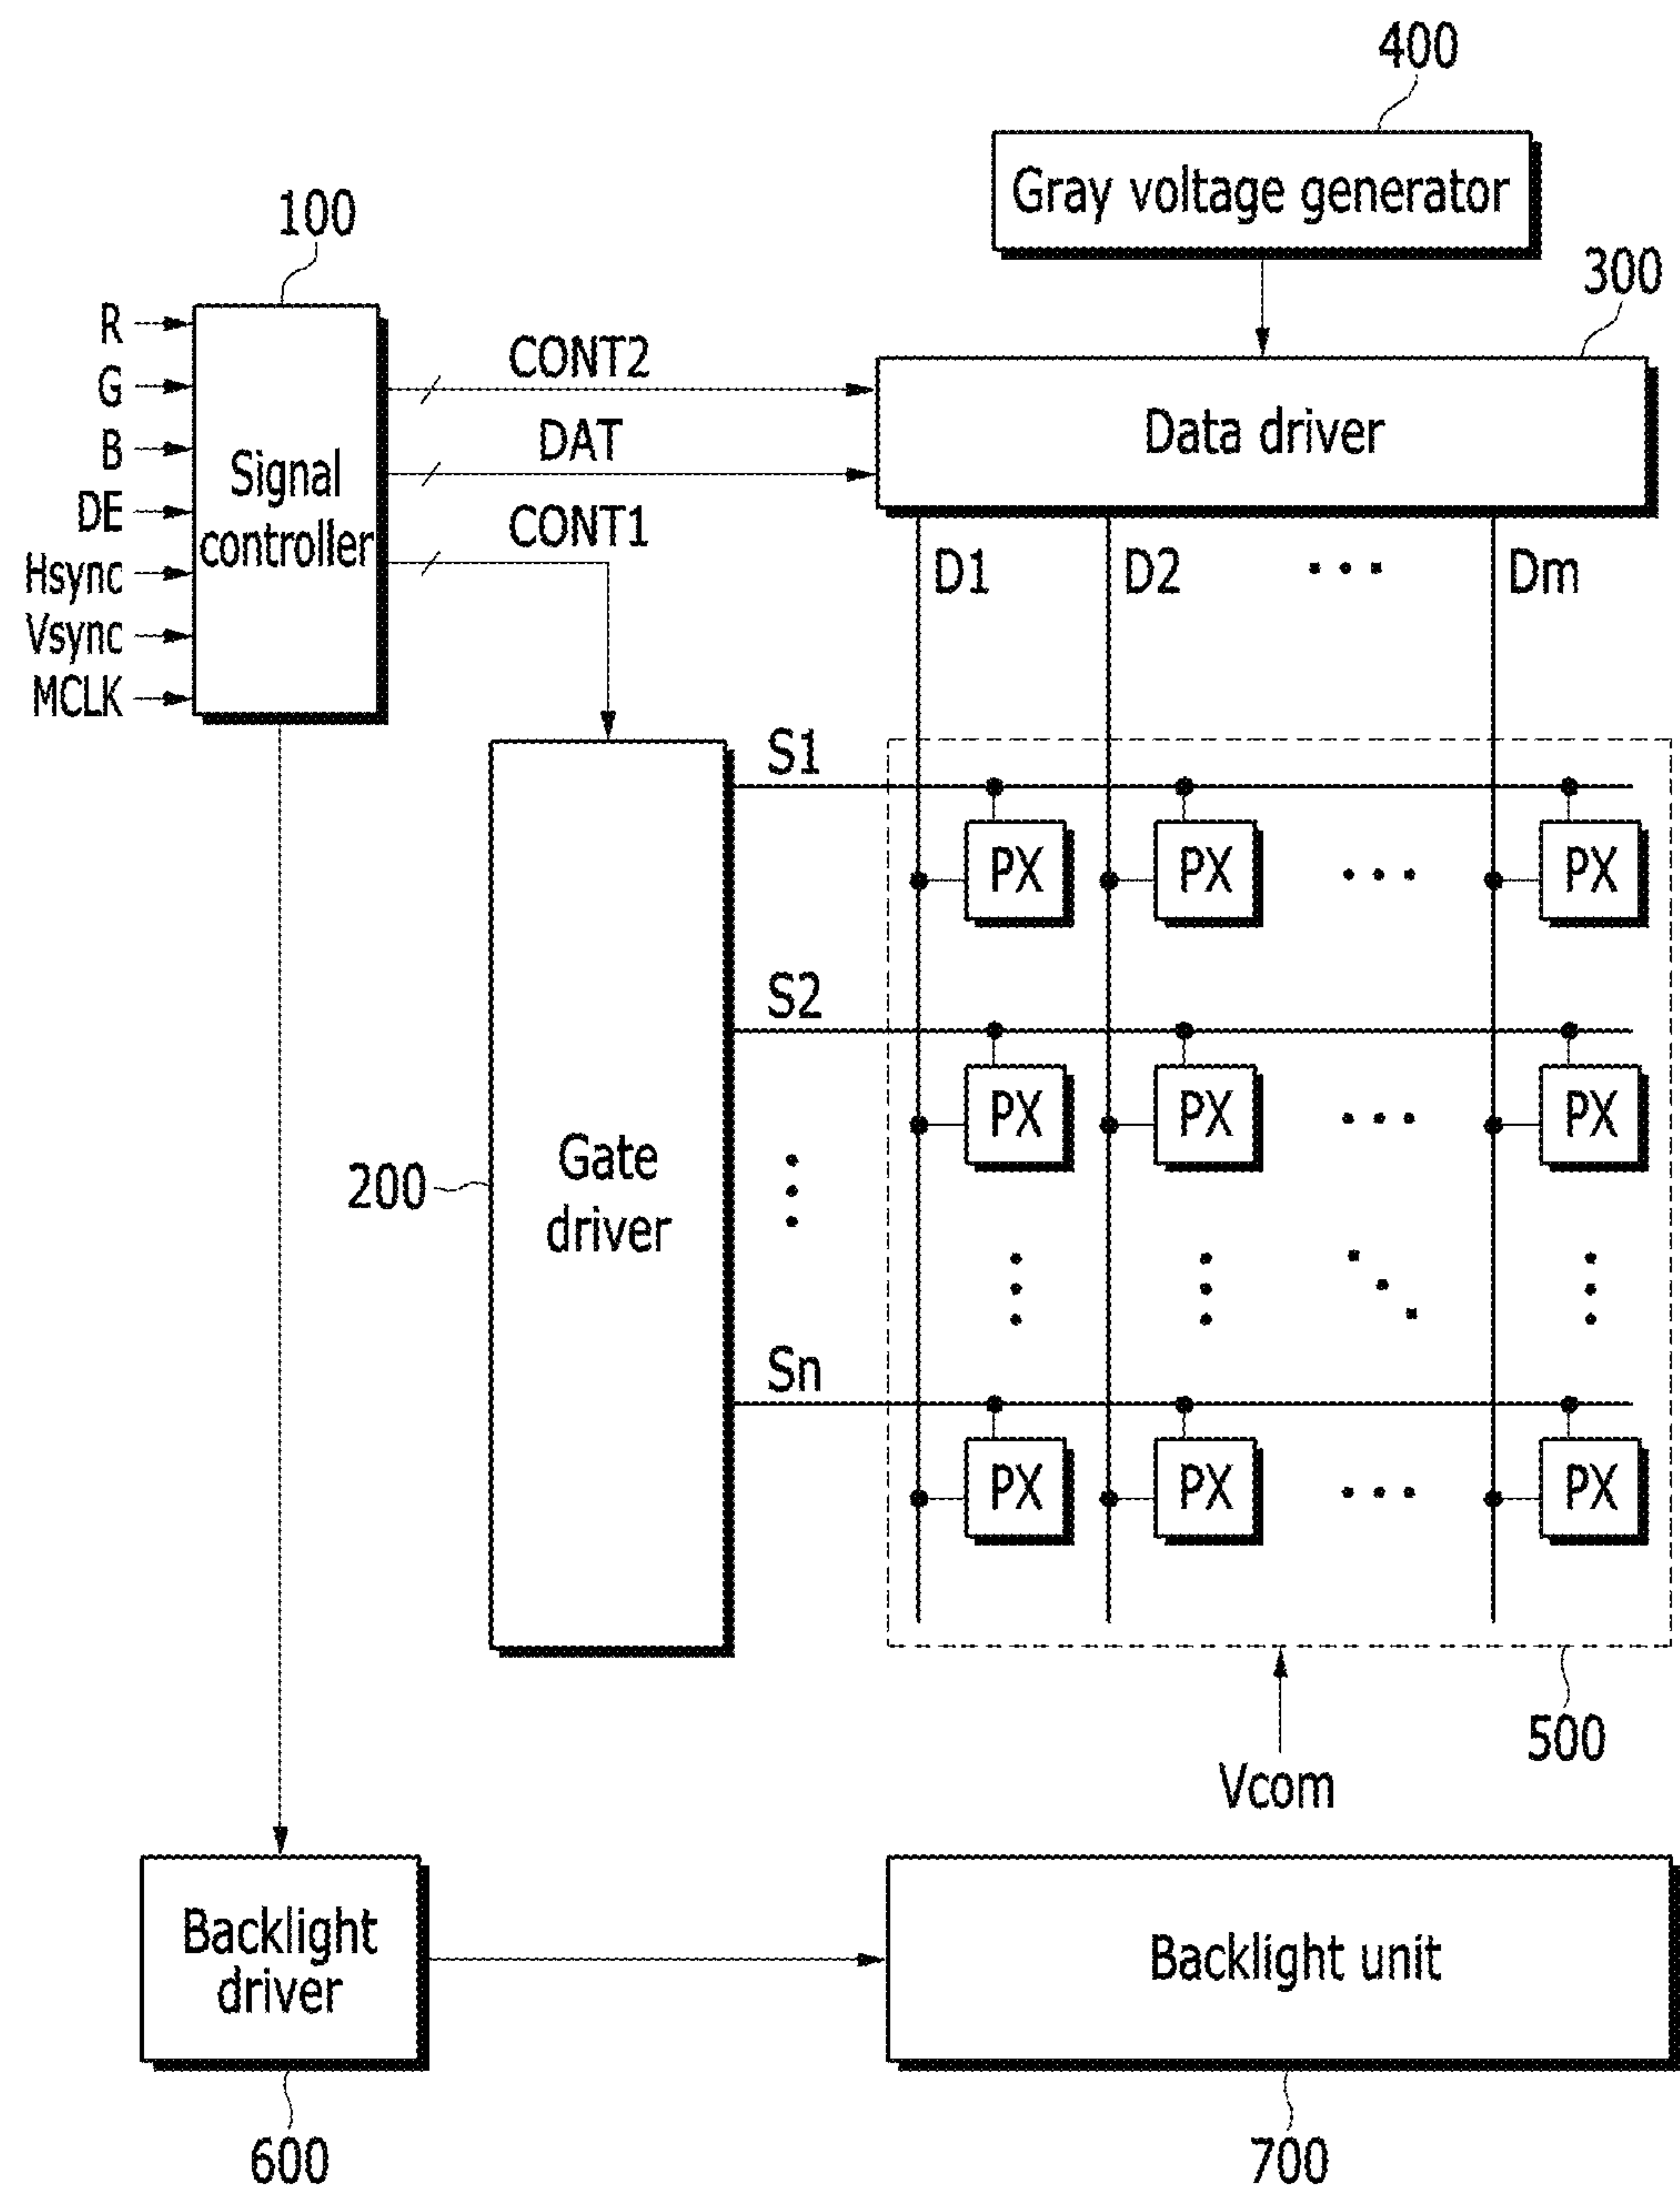 400
Gray voltage generator
100
300
R
G
B
DE
Hsync
Vsync
MCLK
Signal
controller
CONT2
DAT
CONT1
Data driver
D1 D2 ... Dm
S1
PX PX ... PX
S2
PX PX ... PX
200
Gate
driver
Sn
PX PX ... PX
500
Vcom
Backlight
driver
Backlight unit
600
700